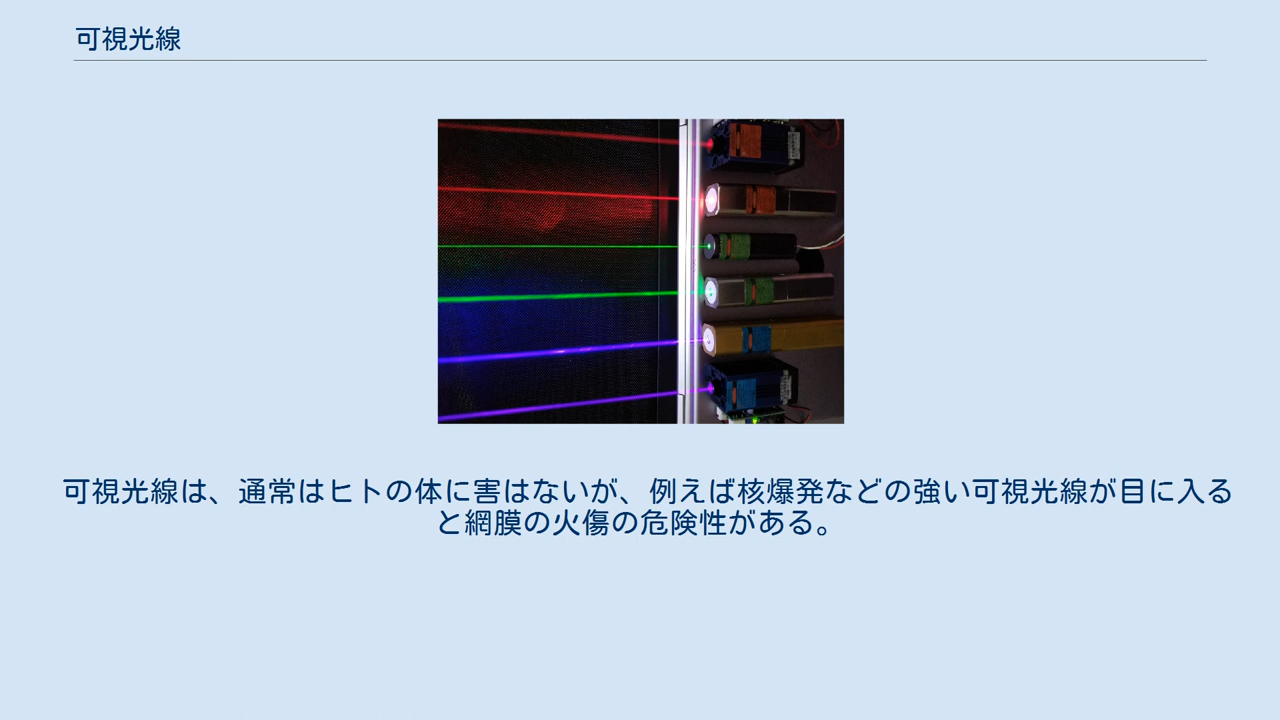 可視光線
可視光線は、通常はヒトの体に害はないが、例えば核爆発などの強い可視光線が目に入る
と網膜の火傷の危険性がある。